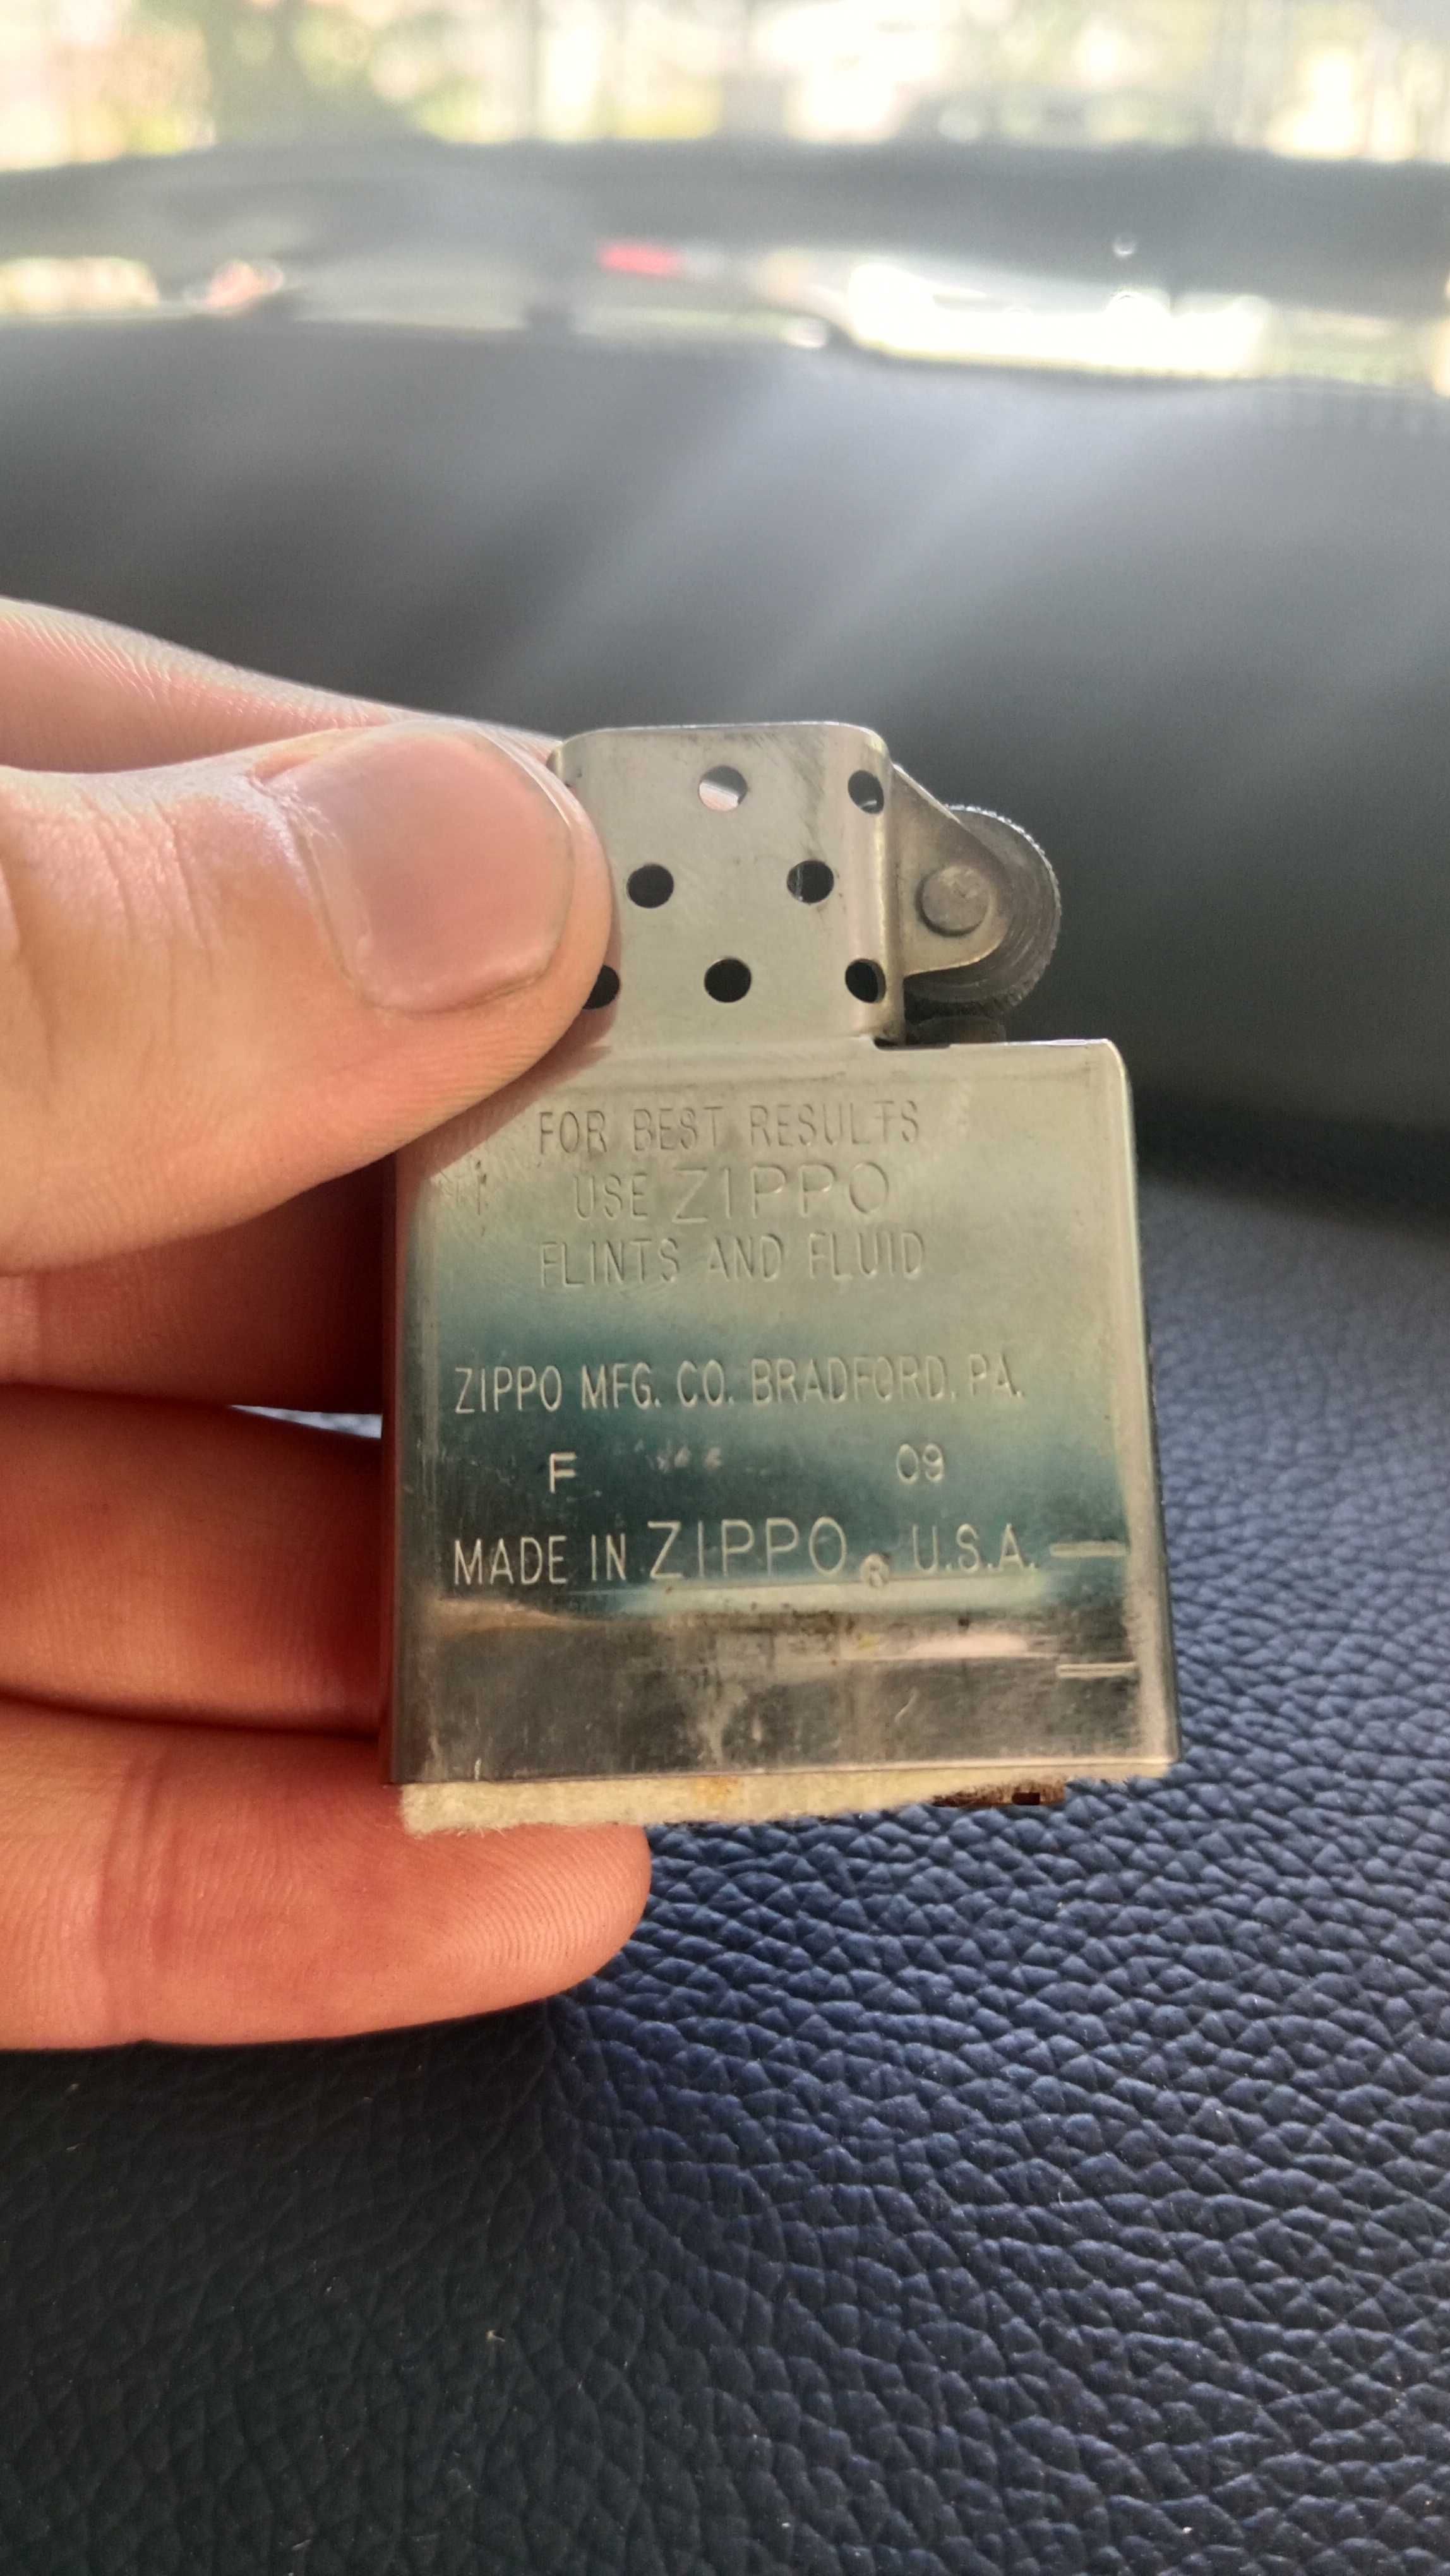 FOR BEST RESULTS
USE ZIPPO
FLINTS AND FLUID
ZIPPO MFG. CO. BRADFORD, PA.
F 09
MADE IN ZIPPO® U.S.A.